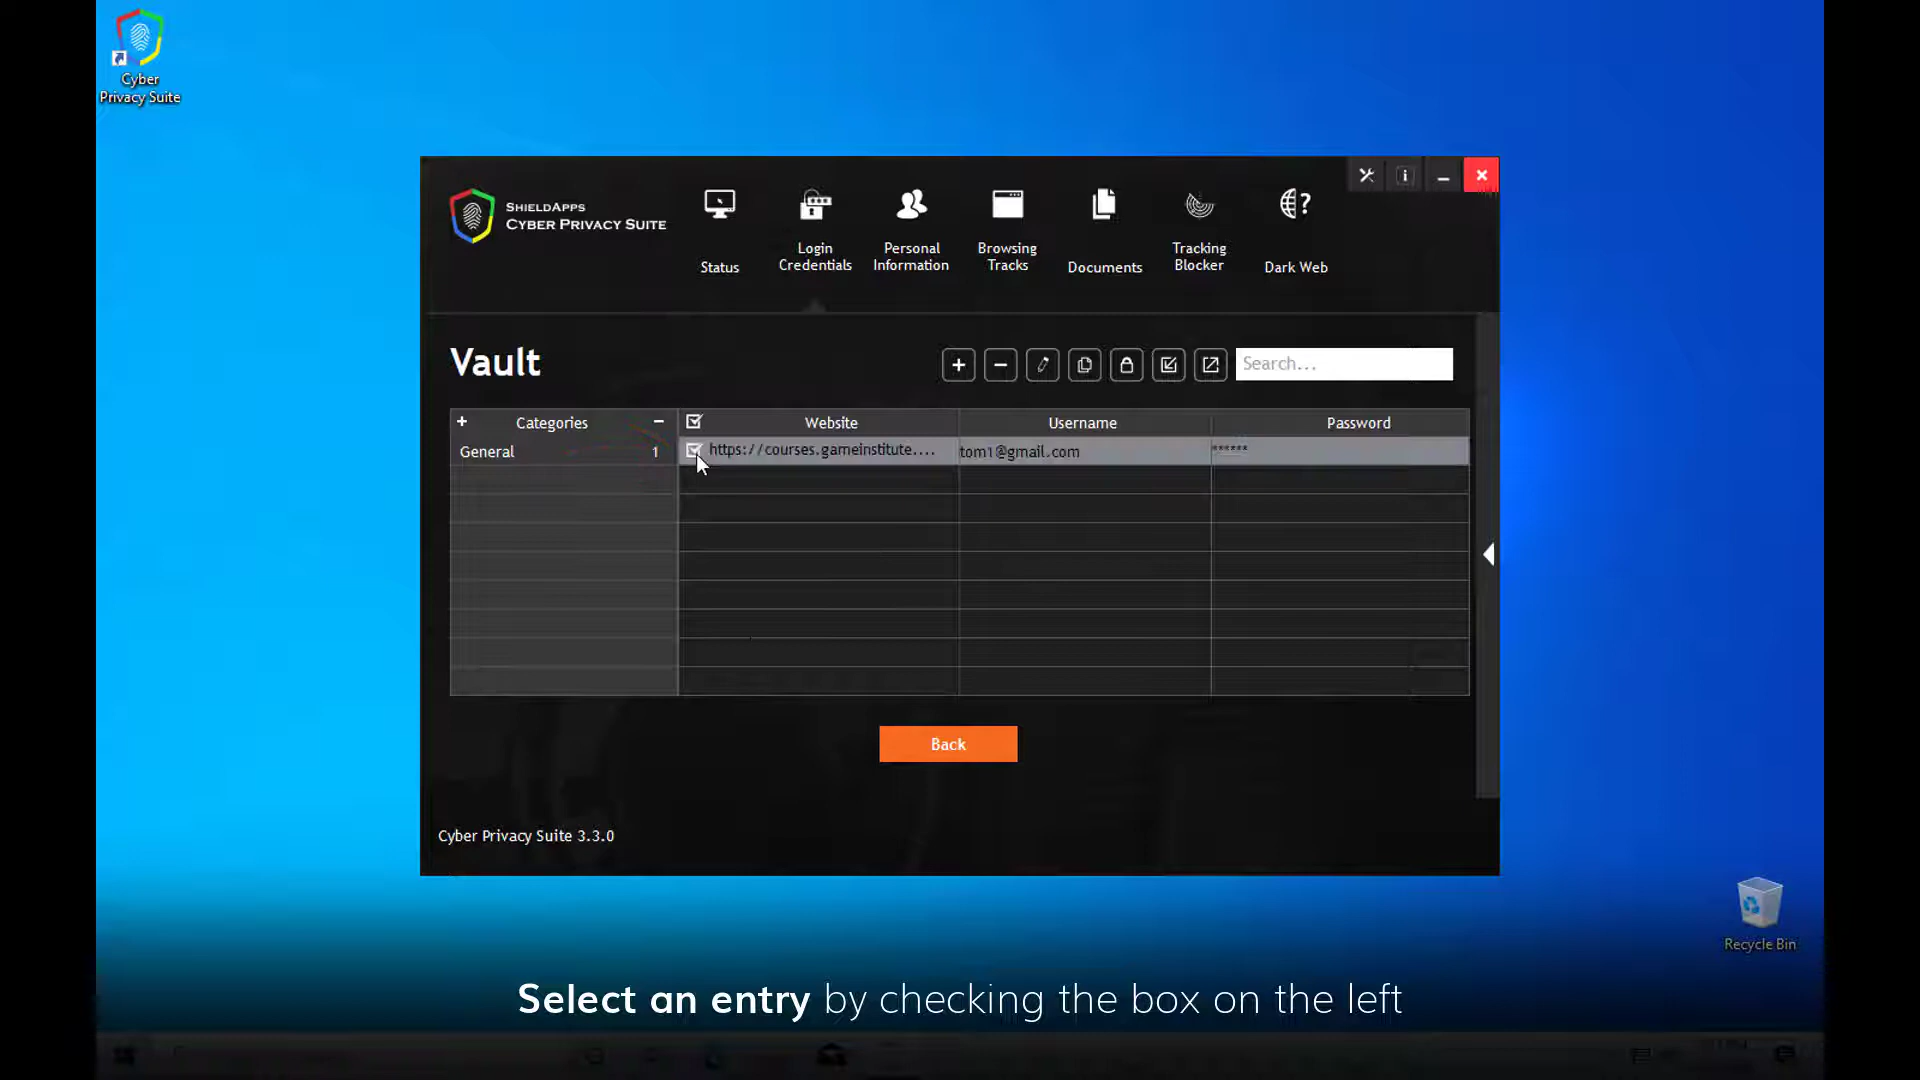 Cyber
Privacy Suite
ShieldApps
Cyber Privacy Suite
Status
Login
Credentials
Personal
Information
Browsing
Tracks
Documents
Tracking
Blocker
Dark Web
Vault
Search...
Categories
Website
Username
Password
General 1
https://courses.gameinstitute....
tom1@gmail.com
******
Back
Cyber Privacy Suite 3.3.0
Recycle Bin
Select an entry by checking the box on the left